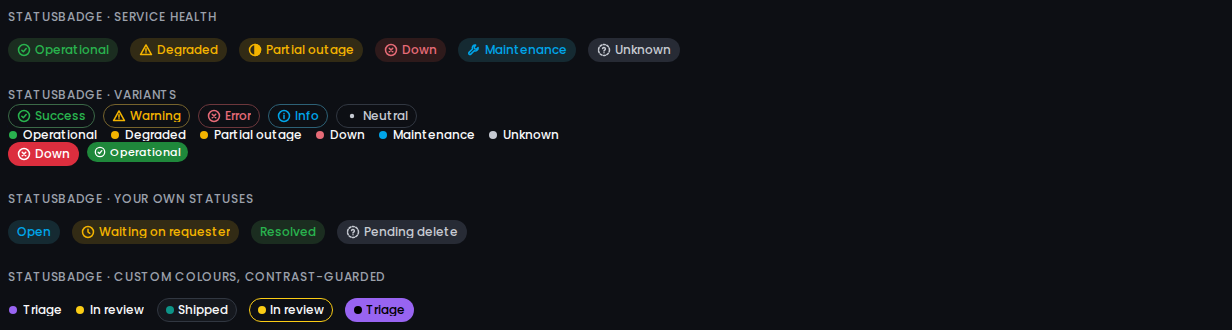 STATUSBADGE · SERVICE HEALTH
Operational Degraded Partial outage Down Maintenance Unknown
STATUSBADGE · VARIANTS
Success Warning Error Info Neutral
Operational Degraded Partial outage Down Maintenance Unknown
Down Operational
STATUSBADGE · YOUR OWN STATUSES
Open Waiting on requester Resolved Pending delete
STATUSBADGE · CUSTOM COLOURS, CONTRAST-GUARDED
Triage In review Shipped In review Triage